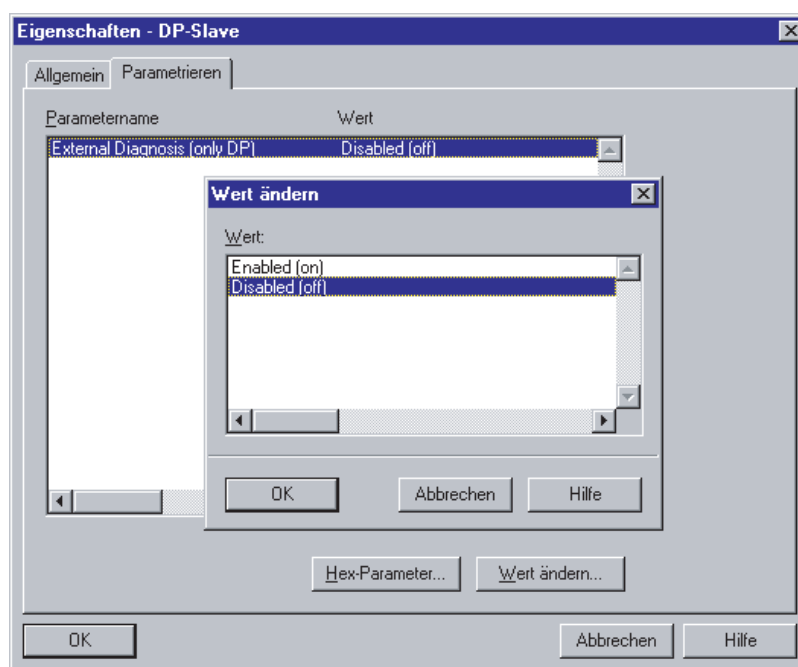 Eigenschaften - DP-Slave
Allgemein Parametrieren
Parametername Wert
External Diagnosis (only DP) Disabled (off)
Wert ändern
Wert:
Enabled (on)
Disabled (off)
OK Abbrechen Hilfe
Hex-Parameter... Wert ändern...
OK Abbrechen Hilfe